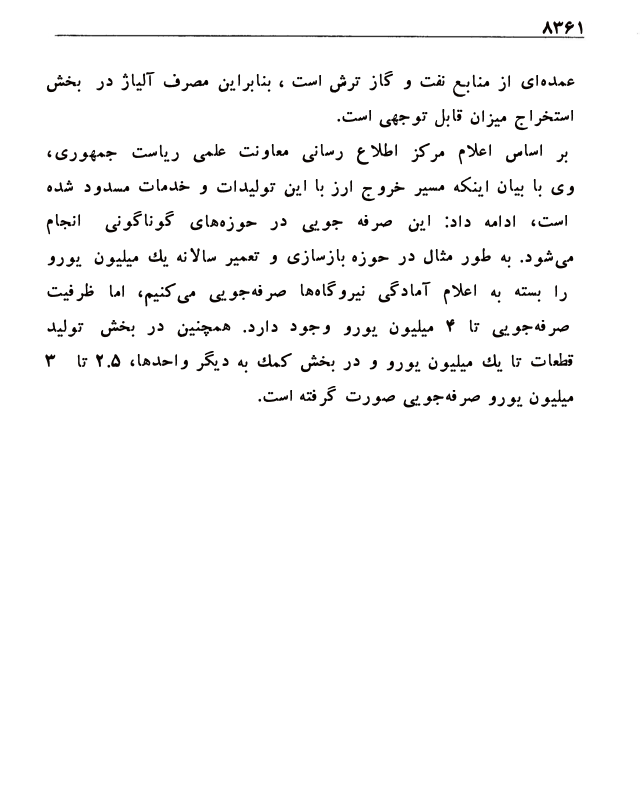 ۸۳۶۱
عمده‌ای از منابع نفت و گاز ترش است ، بنابراین مصرف آلیاژ در بخش
استخراج میزان قابل توجهی است.
بر اساس اعلام مرکز اطلاع رسانی معاونت علمی ریاست جمهوری،
وی با بیان اینکه مسیر خروج ارز با این تولیدات و خدمات مسدود شده
است، ادامه داد: این صرفه جویی در حوزه‌های گوناگونی انجام
می‌شود. به طور مثال در حوزه بازسازی و تعمیر سالانه یك میلیون یورو
را بسته به اعلام آمادگی نیروگاه‌ها صرفه‌جویی می‌کنیم، اما ظرفیت
صرفه‌جویی تا ۴ میلیون یورو وجود دارد. همچنین در بخش تولید
قطعات تا یك میلیون یورو و در بخش کمك به دیگر واحدها، ۲.۵ تا ۳
میلیون یورو صرفه‌جویی صورت گرفته است.